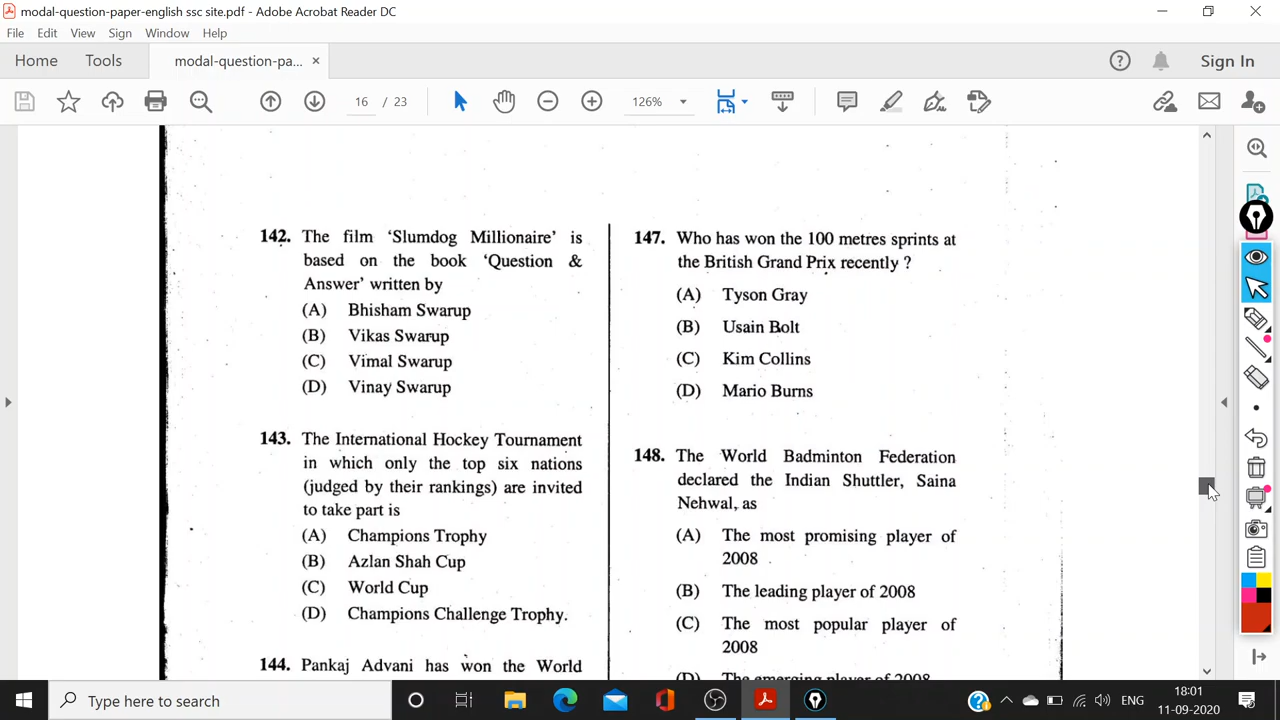 modal-question-paper-english ssc site.pdf - Adobe Acrobat Reader DC
File Edit View Sign Window Help
Home Tools modal-question-pa... × Sign In
16 / 23 126%
142. The film ‘Slumdog Millionaire’ is
based on the book ‘Question &
Answer’ written by
(A) Bhisham Swarup
(B) Vikas Swarup
(C) Vimal Swarup
(D) Vinay Swarup
143. The International Hockey Tournament
in which only the top six nations
(judged by their rankings) are invited
to take part is
(A) Champions Trophy
(B) Azlan Shah Cup
(C) World Cup
(D) Champions Challenge Trophy.
144. Pankaj Advani has won the World
147. Who has won the 100 metres sprints at
the British Grand Prix recently ?
(A) Tyson Gray
(B) Usain Bolt
(C) Kim Collins
(D) Mario Burns
148. The World Badminton Federation
declared the Indian Shuttler, Saina
Nehwal, as
(A) The most promising player of
2008
(B) The leading player of 2008
(C) The most popular player of
2008
(D) The emerging player of 2008
Type here to search
ENG
18:01
11-09-2020